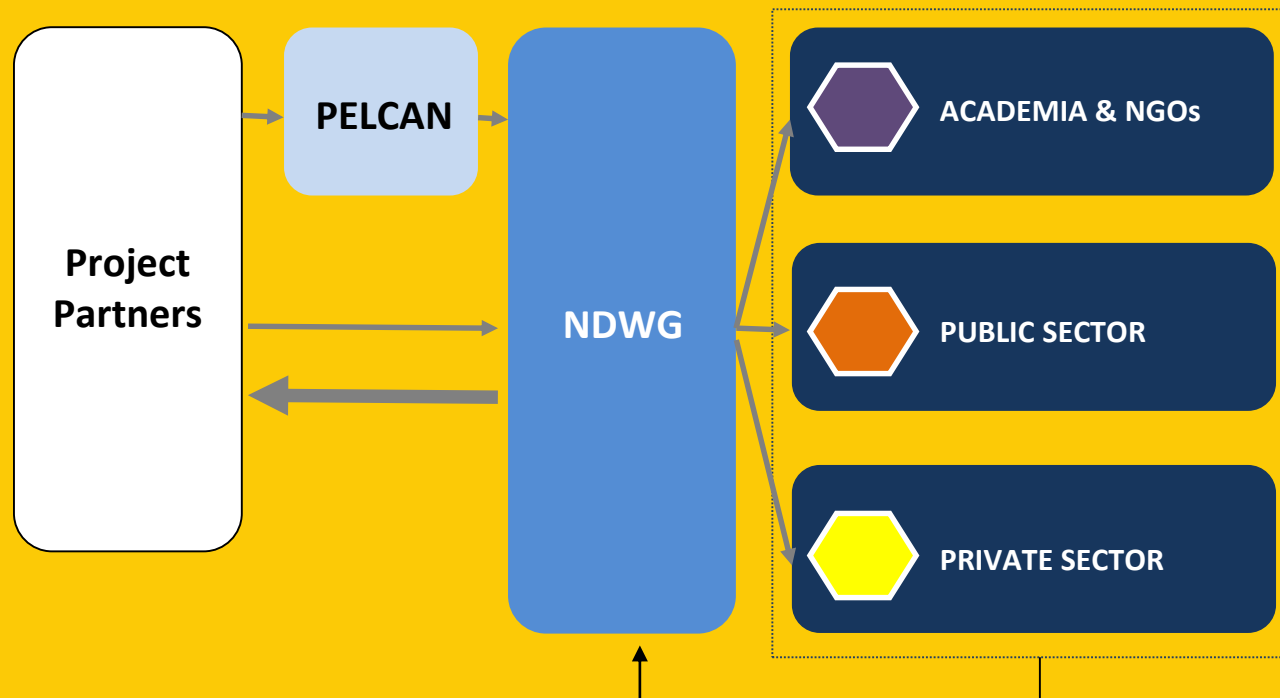 Project
Partners
PELCAN
NDWG
ACADEMIA & NGOs
PUBLIC SECTOR
PRIVATE SECTOR